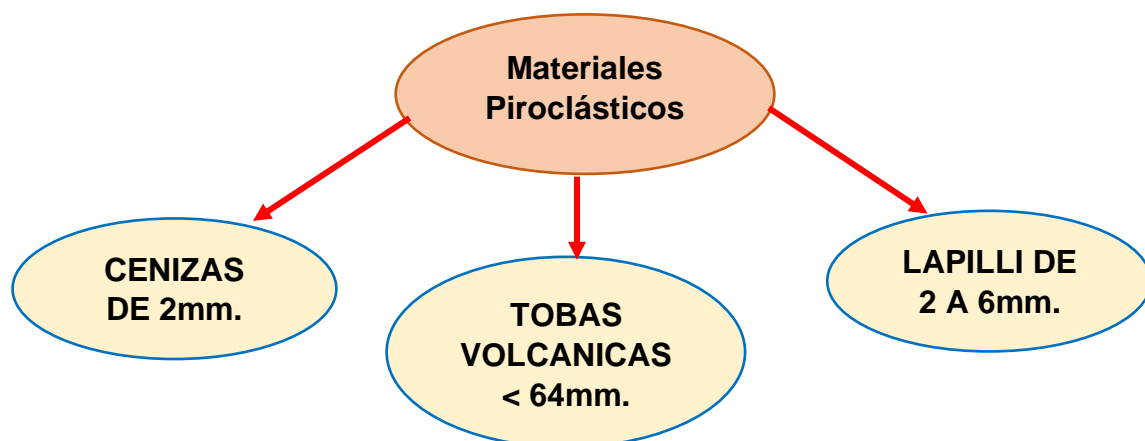 Materiales
Piroclásticos
CENIZAS
DE 2mm.
TOBAS
VOLCANICAS
< 64mm.
LAPILLI DE
2 A 6mm.